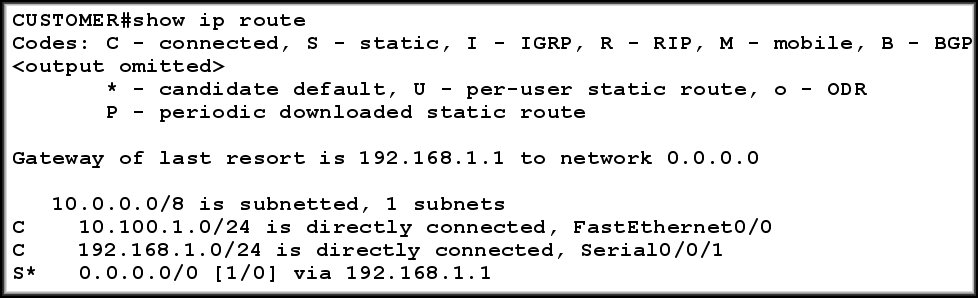 CUSTOMER#show ip route
Codes: C - connected, S - static, I - IGRP, R - RIP, M - mobile, B - BGP
<output omitted>
* - candidate default, U - per-user static route, o - ODR
P - periodic downloaded static route
Gateway of last resort is 192.168.1.1 to network 0.0.0.0
10.0.0.0/8 is subnetted, 1 subnets
C 10.100.1.0/24 is directly connected, FastEthernet0/0
C 192.168.1.0/24 is directly connected, Serial0/0/1
S* 0.0.0.0/0 [1/0] via 192.168.1.1